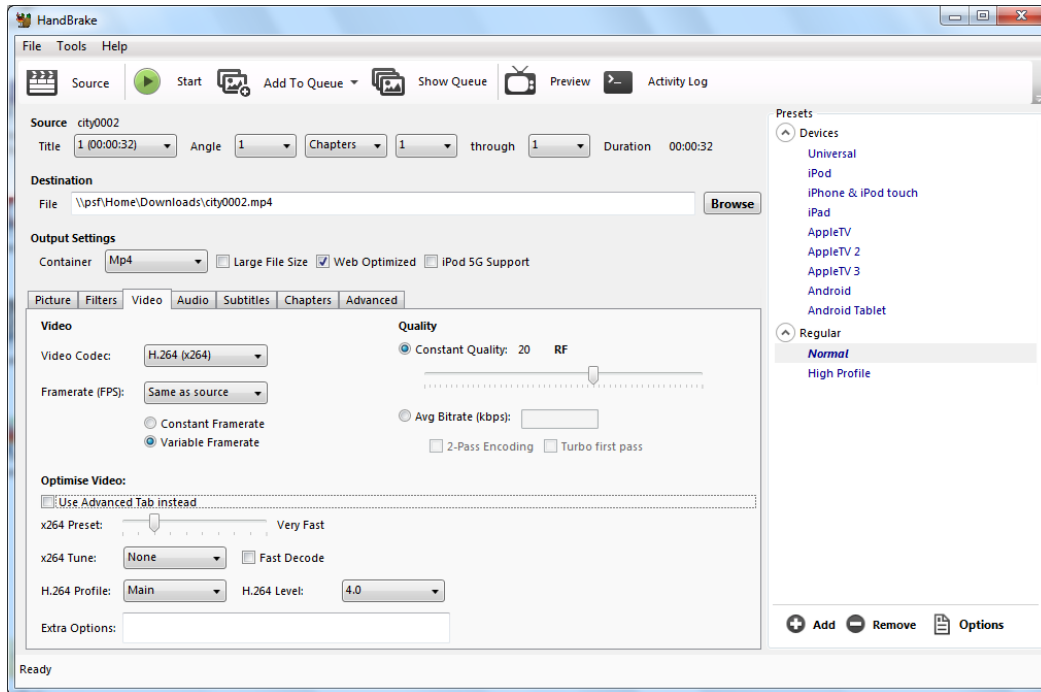 HandBrake
File Tools Help
Source Start Add To Queue Show Queue Preview Activity Log
Source city0002
Title 1 (00:00:32) Angle 1 Chapters 1 through 1 Duration 00:00:32
Destination
File \\psf\Home\Downloads\city0002.mp4 Browse
Output Settings
Container Mp4 Large File Size Web Optimized iPod 5G Support
Picture Filters Video Audio Subtitles Chapters Advanced
Video
Video Codec: H.264 (x264)
Framerate (FPS): Same as source
Constant Framerate
Variable Framerate
Quality
Constant Quality: 20 RF
Avg Bitrate (kbps):
2-Pass Encoding Turbo first pass
Optimise Video:
Use Advanced Tab instead
x264 Preset: Very Fast
x264 Tune: None Fast Decode
H.264 Profile: Main H.264 Level: 4.0
Extra Options:
Presets
Devices
Universal
iPod
iPhone & iPod touch
iPad
AppleTV
AppleTV 2
AppleTV 3
Android
Android Tablet
Regular
Normal
High Profile
Add Remove Options
Ready